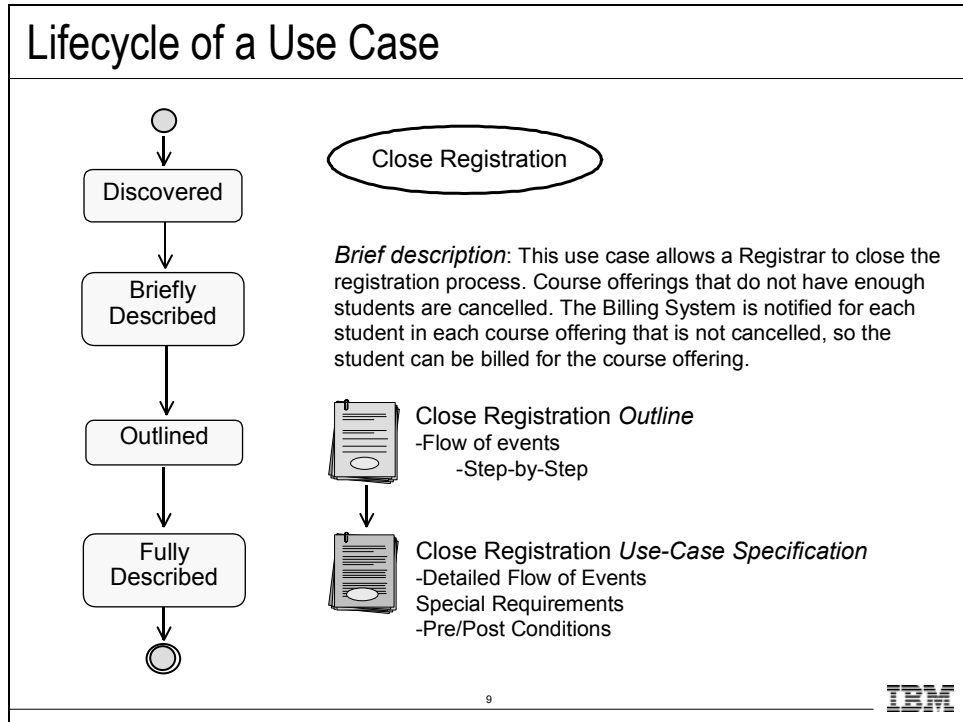 Lifecycle of a Use Case
Discovered
Close Registration
Briefly
Described
Brief description: This use case allows a Registrar to close the
registration process. Course offerings that do not have enough
students are cancelled. The Billing System is notified for each
student in each course offering that is not cancelled, so the
student can be billed for the course offering.
Outlined
Close Registration Outline
-Flow of events
-Step-by-Step
Fully
Described
Close Registration Use-Case Specification
-Detailed Flow of Events
Special Requirements
-Pre/Post Conditions
9
IBM